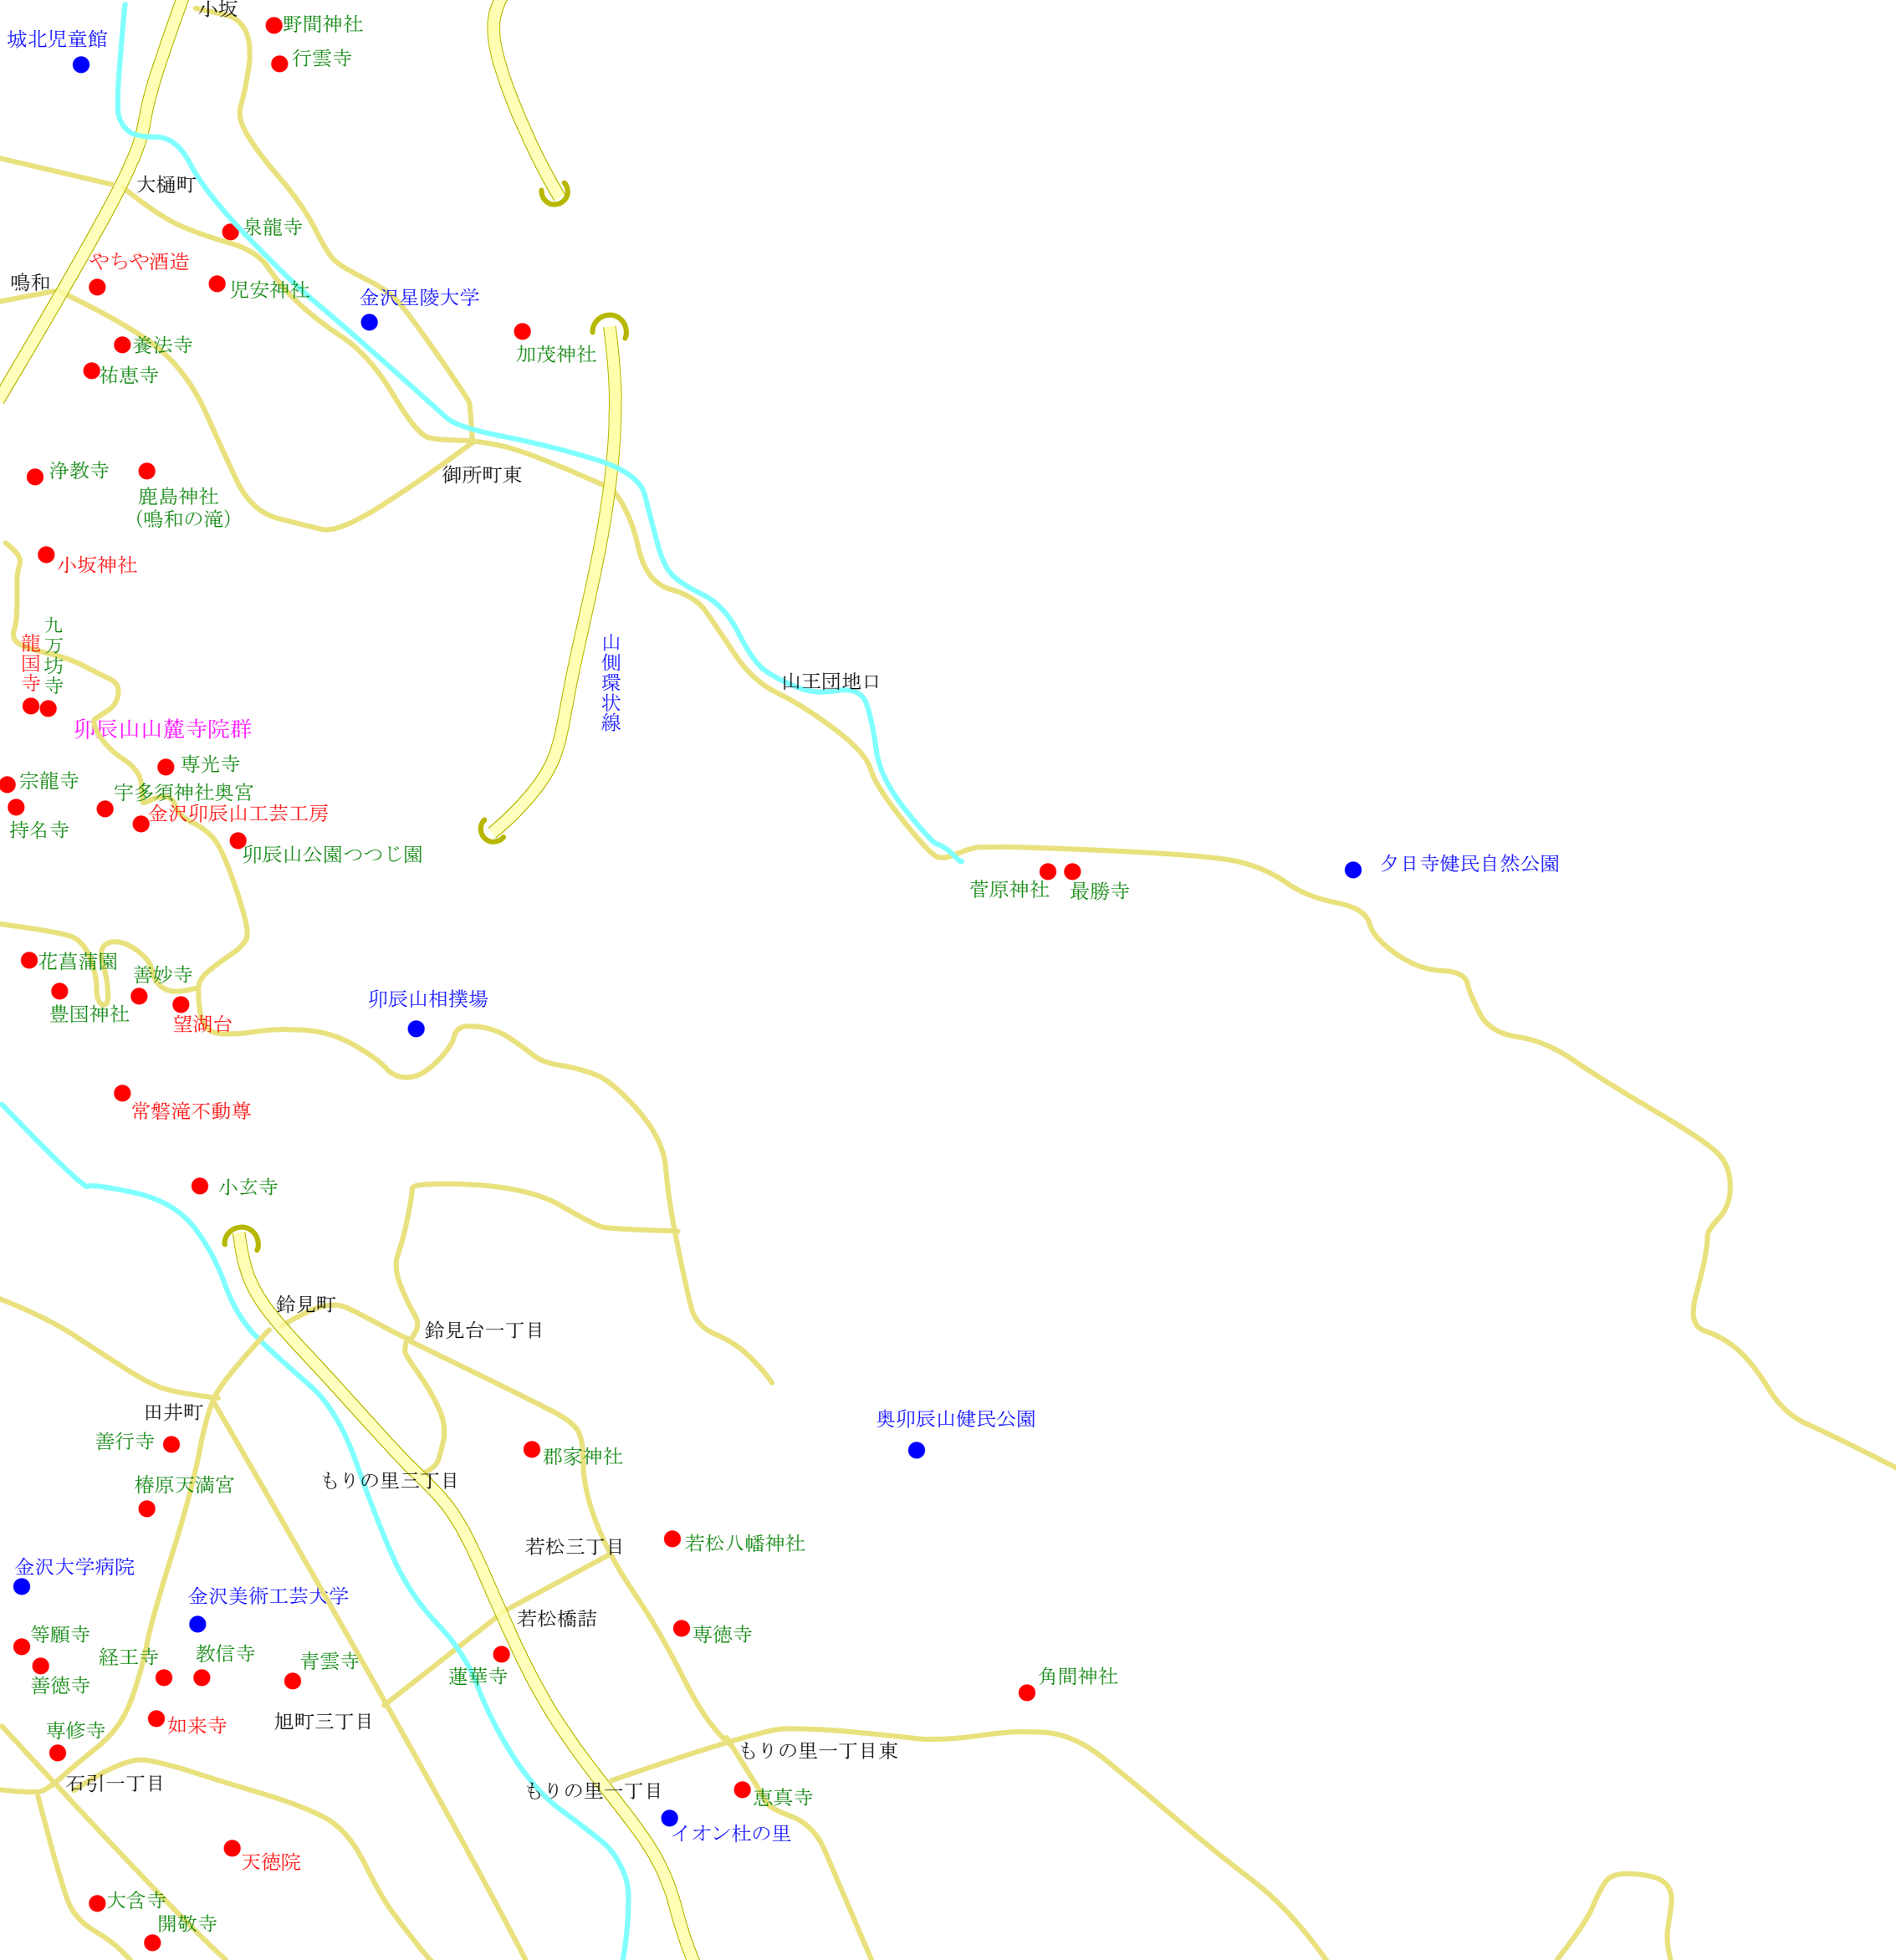 小坂
野間神社
城北児童館
行雲寺
大樋町
泉龍寺
やちや酒造
鳴和
児安神社
金沢星陵大学
養法寺
加茂神社
祐恵寺
浄教寺
御所町東
鹿島神社
（鳴和の滝）
小坂神社
九万坊寺
龍国寺
山側環状線
山王団地口
卯辰山山麓寺院群
専光寺
宗龍寺
宇多須神社奥宮
金沢卯辰山工芸工房
持名寺
卯辰山公園つつじ園
夕日寺健民自然公園
菅原神社
最勝寺
花菖蒲園
善妙寺
豊国神社
望湖台
卯辰山相撲場
常磐滝不動尊
小玄寺
鈴見町
鈴見台一丁目
田井町
善行寺
奥卯辰山健民公園
郡家神社
もりの里三丁目
椿原天満宮
若松三丁目
若松八幡神社
金沢大学病院
金沢美術工芸大学
若松橋詰
等願寺
専徳寺
経王寺
教信寺
青雲寺
蓮華寺
角間神社
善徳寺
旭町三丁目
如来寺
専修寺
もりの里一丁目東
石引一丁目
もりの里一丁目
恵真寺
イオン杜の里
天徳院
大含寺
開敬寺